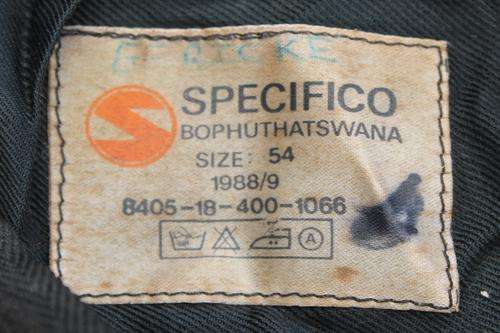 SPECIFICO
BOPHUTHATSWANA
SIZE: 54
1988/9
8405-18-400-1066
A